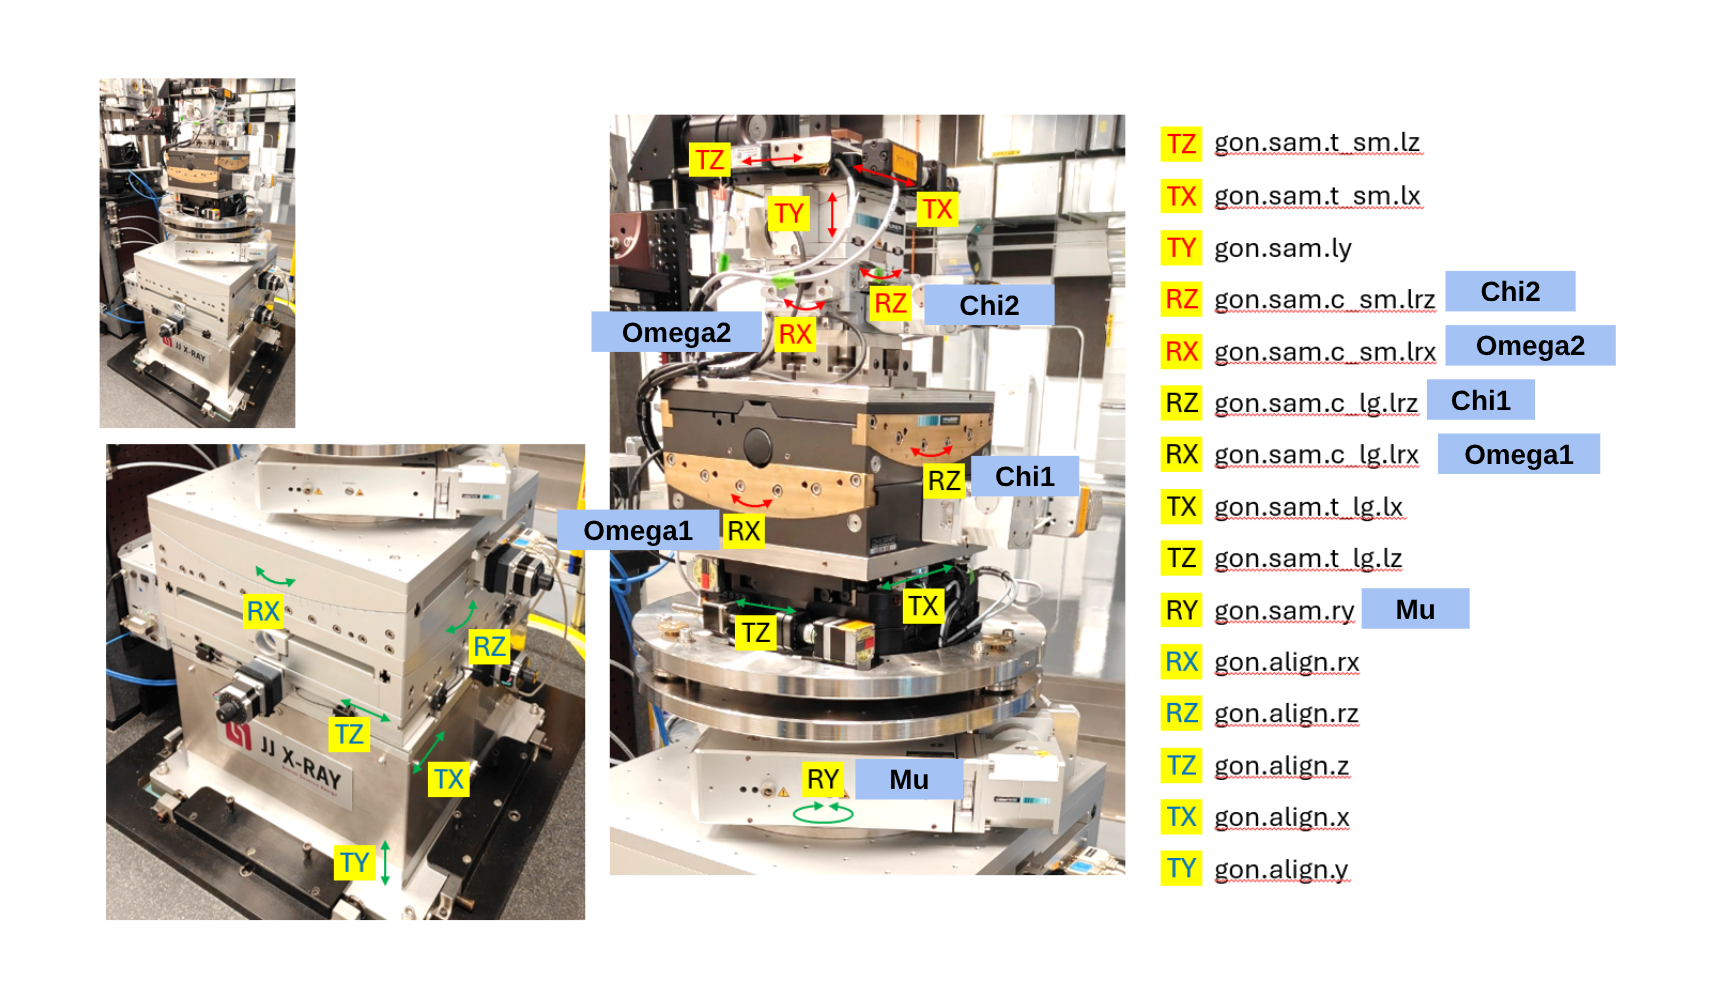 JJ X-RAY
RX
RZ
TZ
JJ X-RAY
TX
TY
TZ
TY
TX
RZ
Chi2
Omega2
RX
RZ
Chi1
Omega1
RX
TX
TZ
RY
Mu
TZ gon.sam.t_sm.lz
TX gon.sam.t_sm.lx
TY gon.sam.ly
RZ gon.sam.c_sm.lrz Chi2
RX gon.sam.c_sm.lrx Omega2
RZ gon.sam.c_lg.lrz Chi1
RX gon.sam.c_lg.lrx Omega1
TX gon.sam.t_lg.lx
TZ gon.sam.t_lg.lz
RY gon.sam.ry Mu
RX gon.align.rx
RZ gon.align.rz
TZ gon.align.z
TX gon.align.x
TY gon.align.y